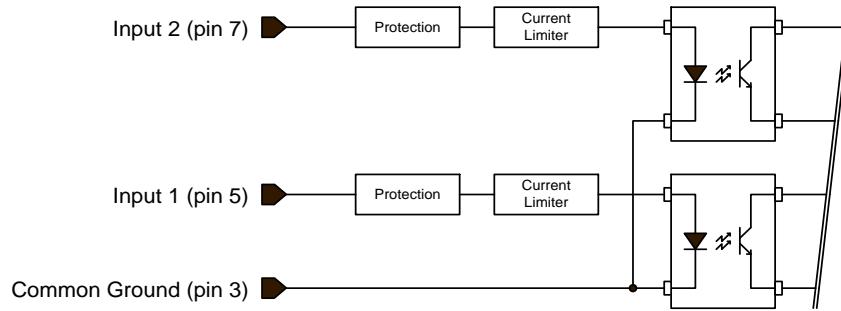 Input 2 (pin 7)
Protection
Current
Limiter
Input 1 (pin 5)
Protection
Current
Limiter
Common Ground (pin 3)